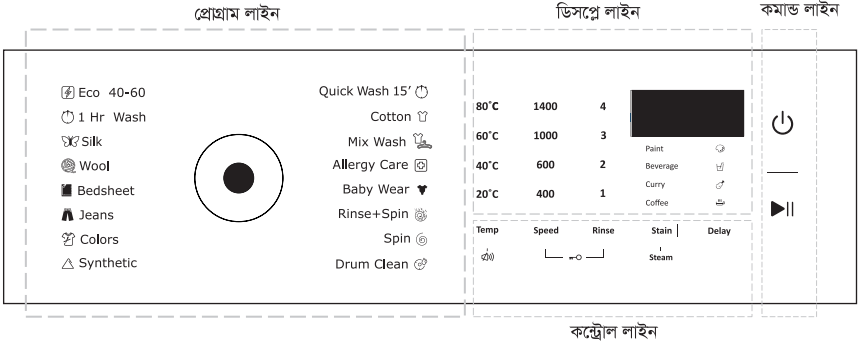 প্রোগ্রাম লাইন
ডিসপ্লে লাইন
কমান্ড লাইন
Eco 40-60
1 Hr Wash
Silk
Wool
Bedsheet
Jeans
Colors
Synthetic
Quick Wash 15’
Cotton
Mix Wash
Allergy Care
Baby Wear
Rinse+Spin
Spin
Drum Clean
80˚C 1400 4
60˚C 1000 3
40˚C 600 2
20˚C 400 1
Paint
Beverage
Curry
Coffee
Temp Speed Rinse Stain Delay
Steam
কন্ট্রোল লাইন